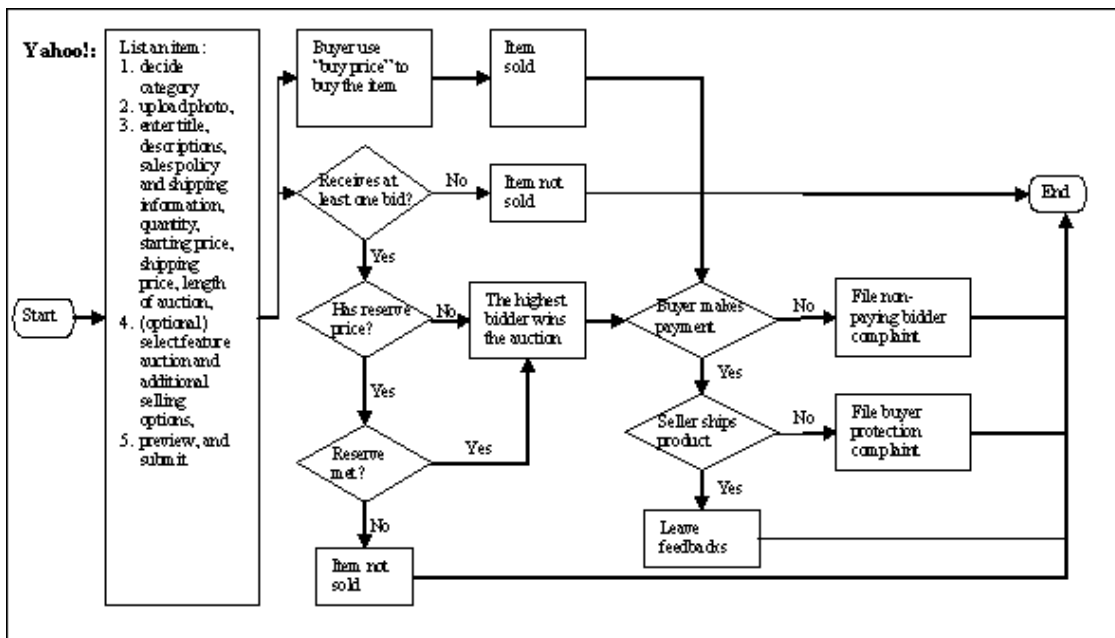 Yahoo!:
List an item:
1. decide
category
2. upload photo,
3. enter title,
descriptions,
sales policy
and shipping
information,
quantity,
starting price,
shipping
price, length
of auction,
4. (optional)
select feature
auction and
additional
selling
options,
5. preview, and
submit
Start
Buyer use
“buy price” to
buy the item
Item
sold
Receives at
least one bid?
No
Item not
sold
End
Yes
Has reserve
price?
No
The highest
bidder wins
the auction
Buyer makes
payment
No
File non-
paying bidder
complaint
Yes
Yes
Reserve
met?
Yes
Seller ships
product
No
File buyer
protection
complaint
Yes
No
Leave
feedbacks
Item not
sold